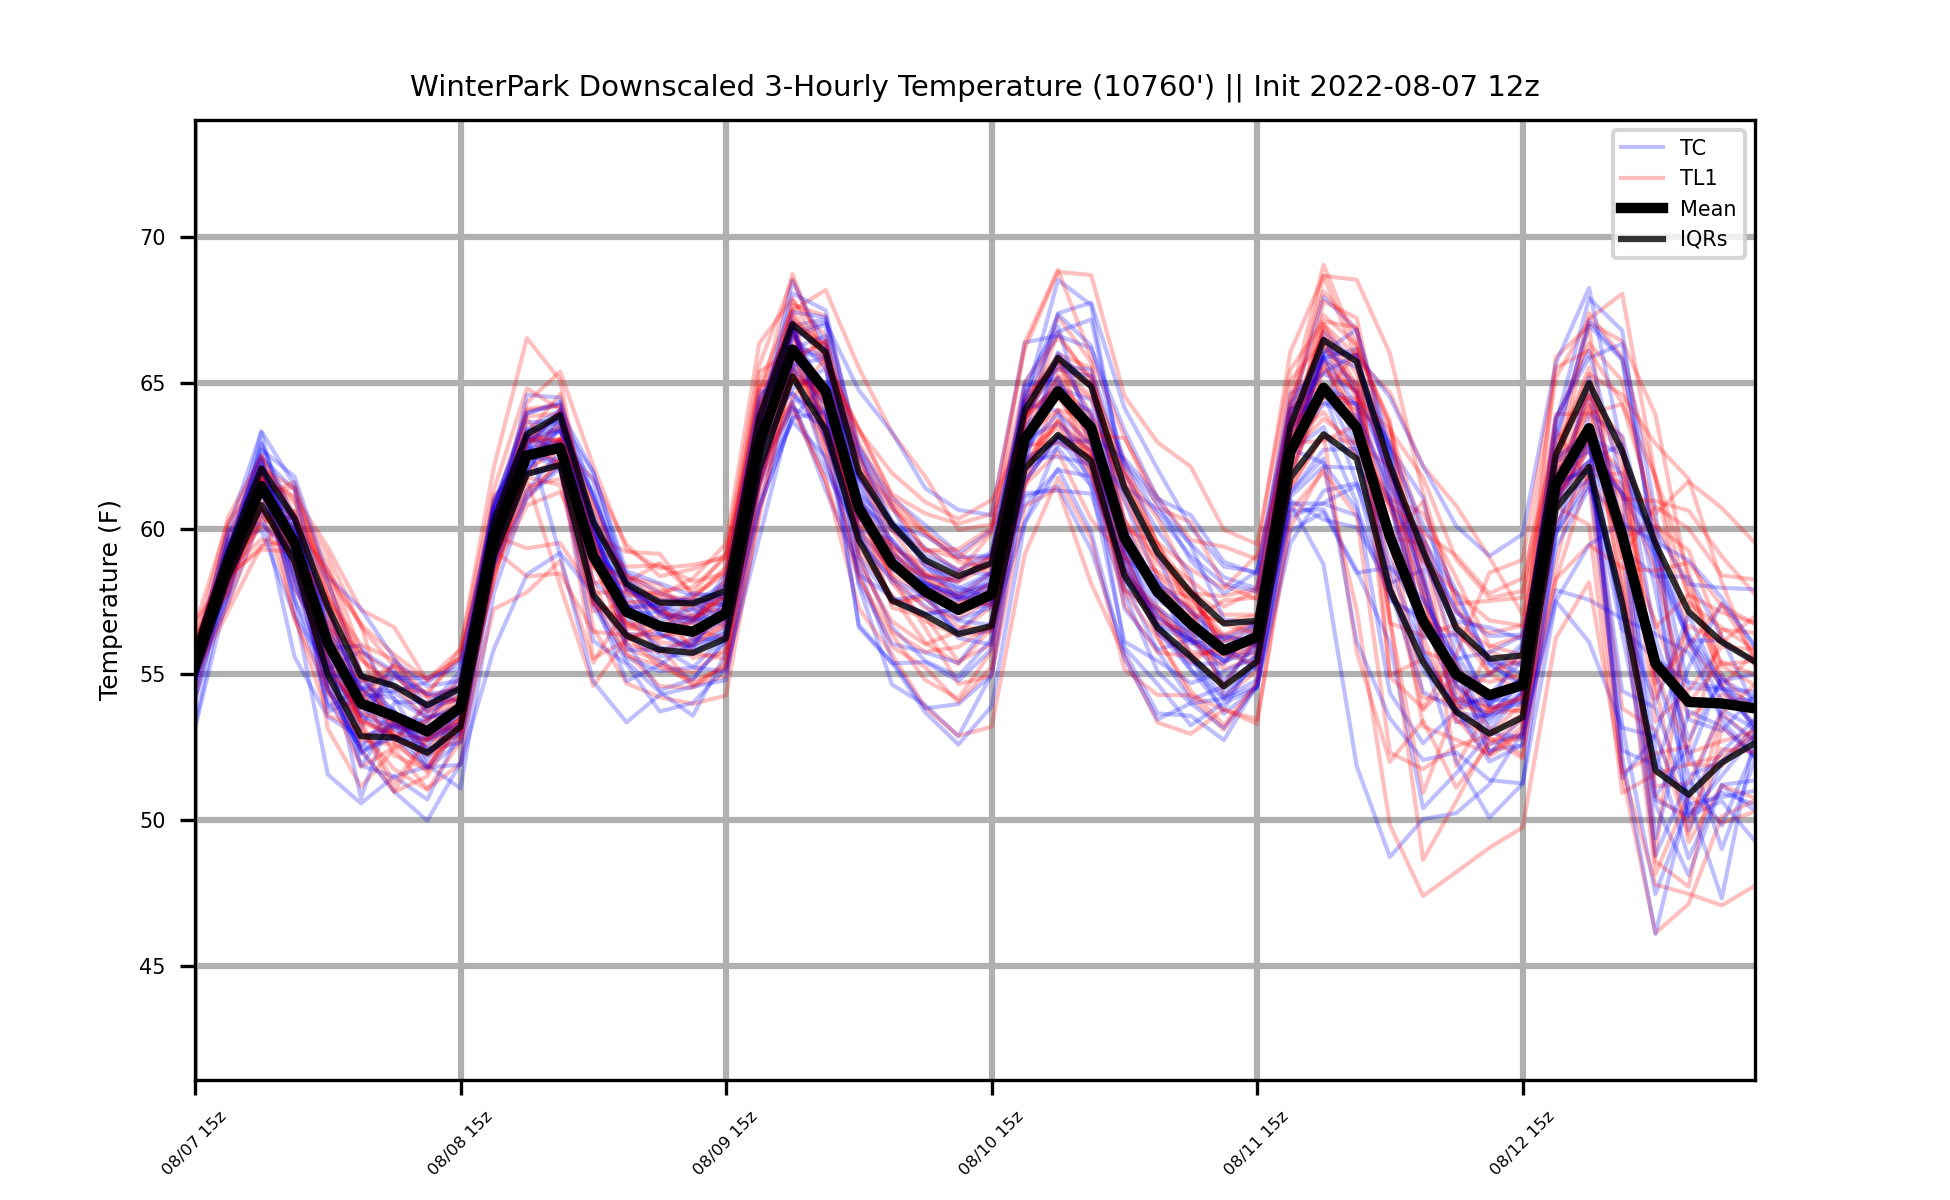 WinterPark Downscaled 3-Hourly Temperature (10760') || Init 2022-08-07 12z
TC
TL1
Mean
IQRs
Temperature (F)
70
65
60
55
50
45
08/07 15z
08/08 15z
08/09 15z
08/10 15z
08/11 15z
08/12 15z